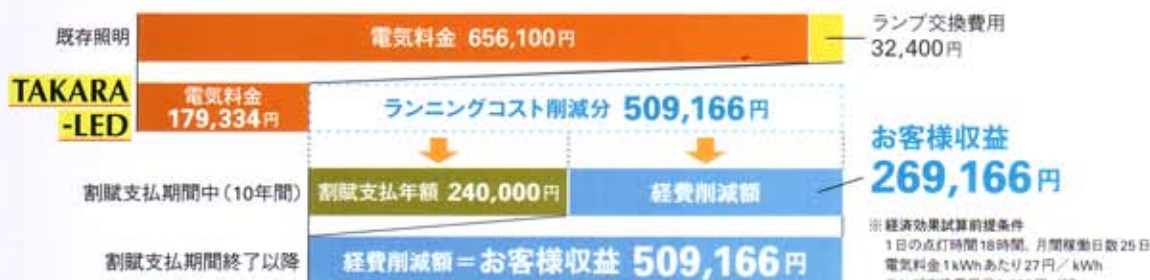 既存照明
電気料金 656,100円
ランプ交換費用
32,400円
TAKARA
-LED
電気料金
179,334円
ランニングコスト削減分 509,166円
お客様収益
269,166円
割賦支払期間中(10年間)
割賦支払年額 240,000円
経費削減額
割賦支払期間終了以降
経費削減額=お客様収益 509,166円
※経済効果試算前提条件
1日の点灯時間18時間、月間稼働日数25日
電気料金1kWhあたり27円/kWh